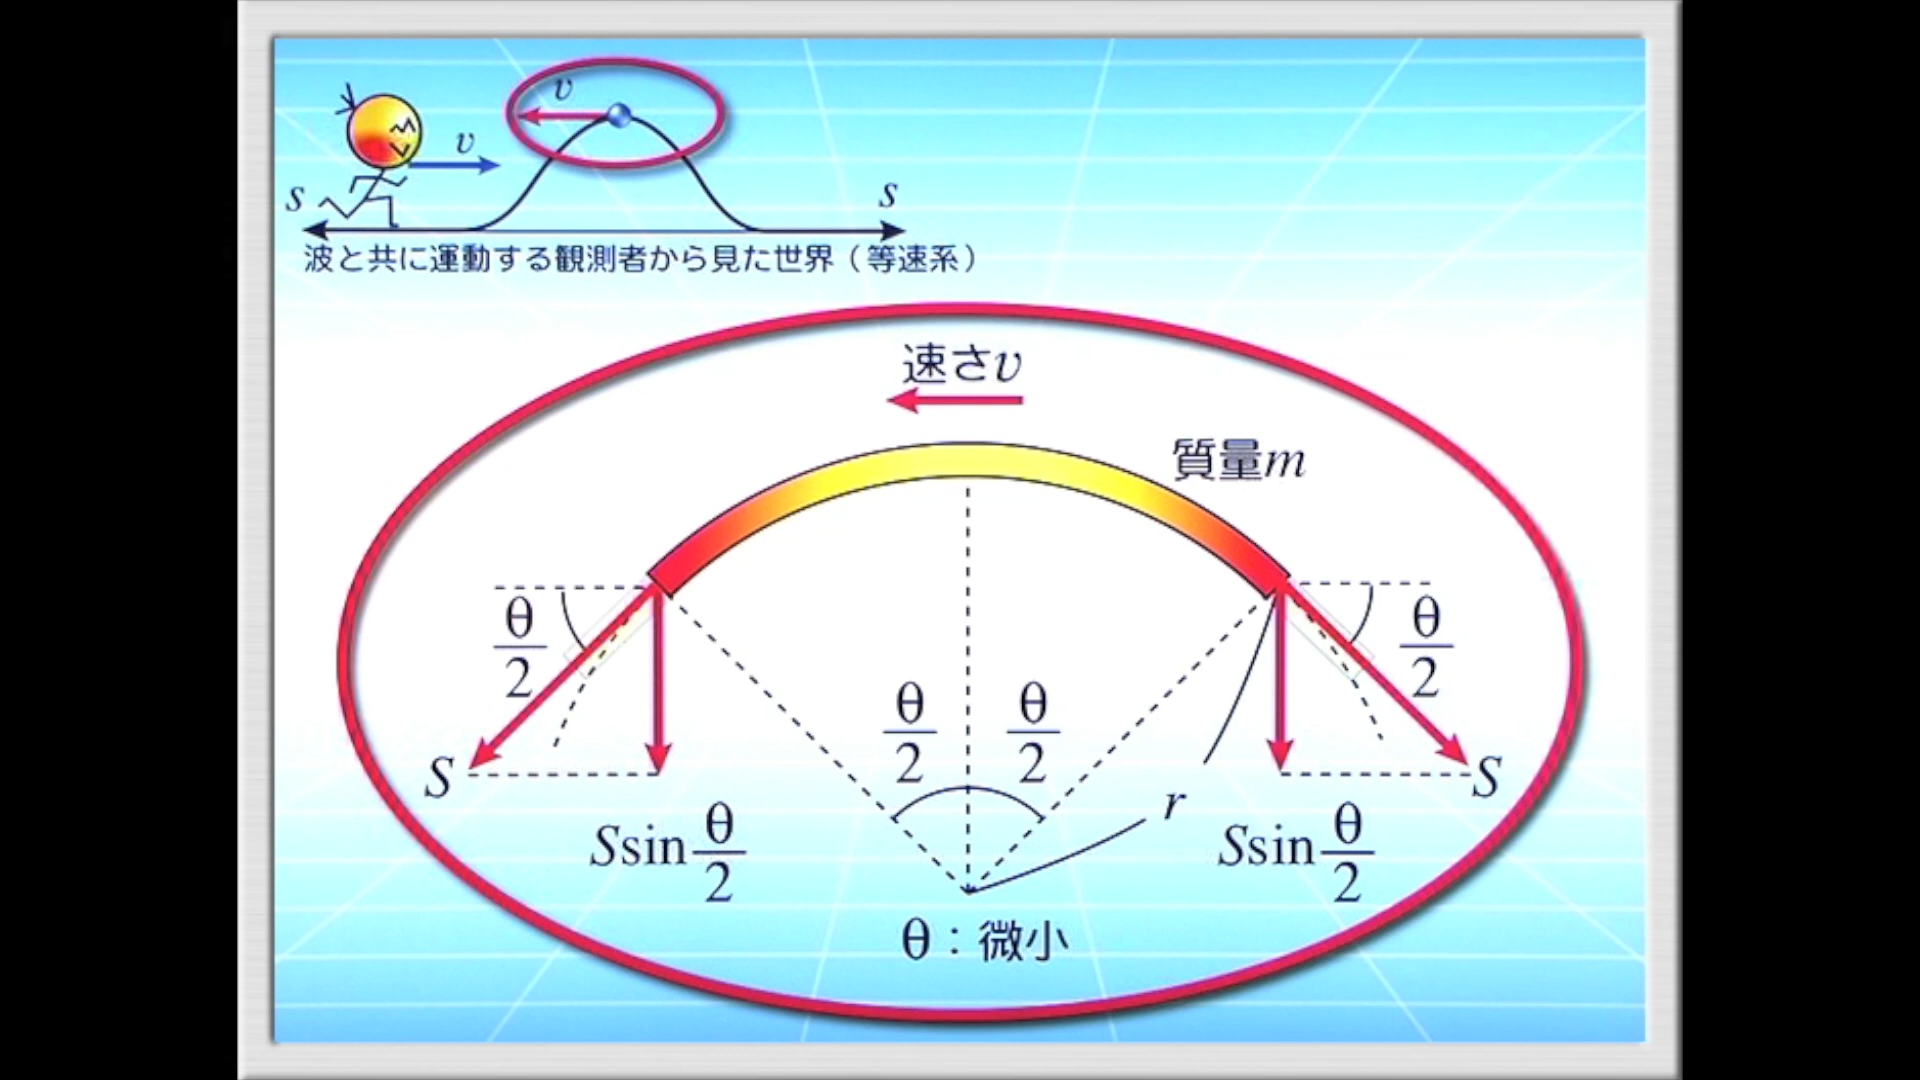 v
v
S
S
波と共に運動する観測者から見た世界（等速系）
速さv
質量m
θ/2
θ/2
θ/2
θ/2
S
S
r
Ssin θ/2
Ssin θ/2
θ：微小